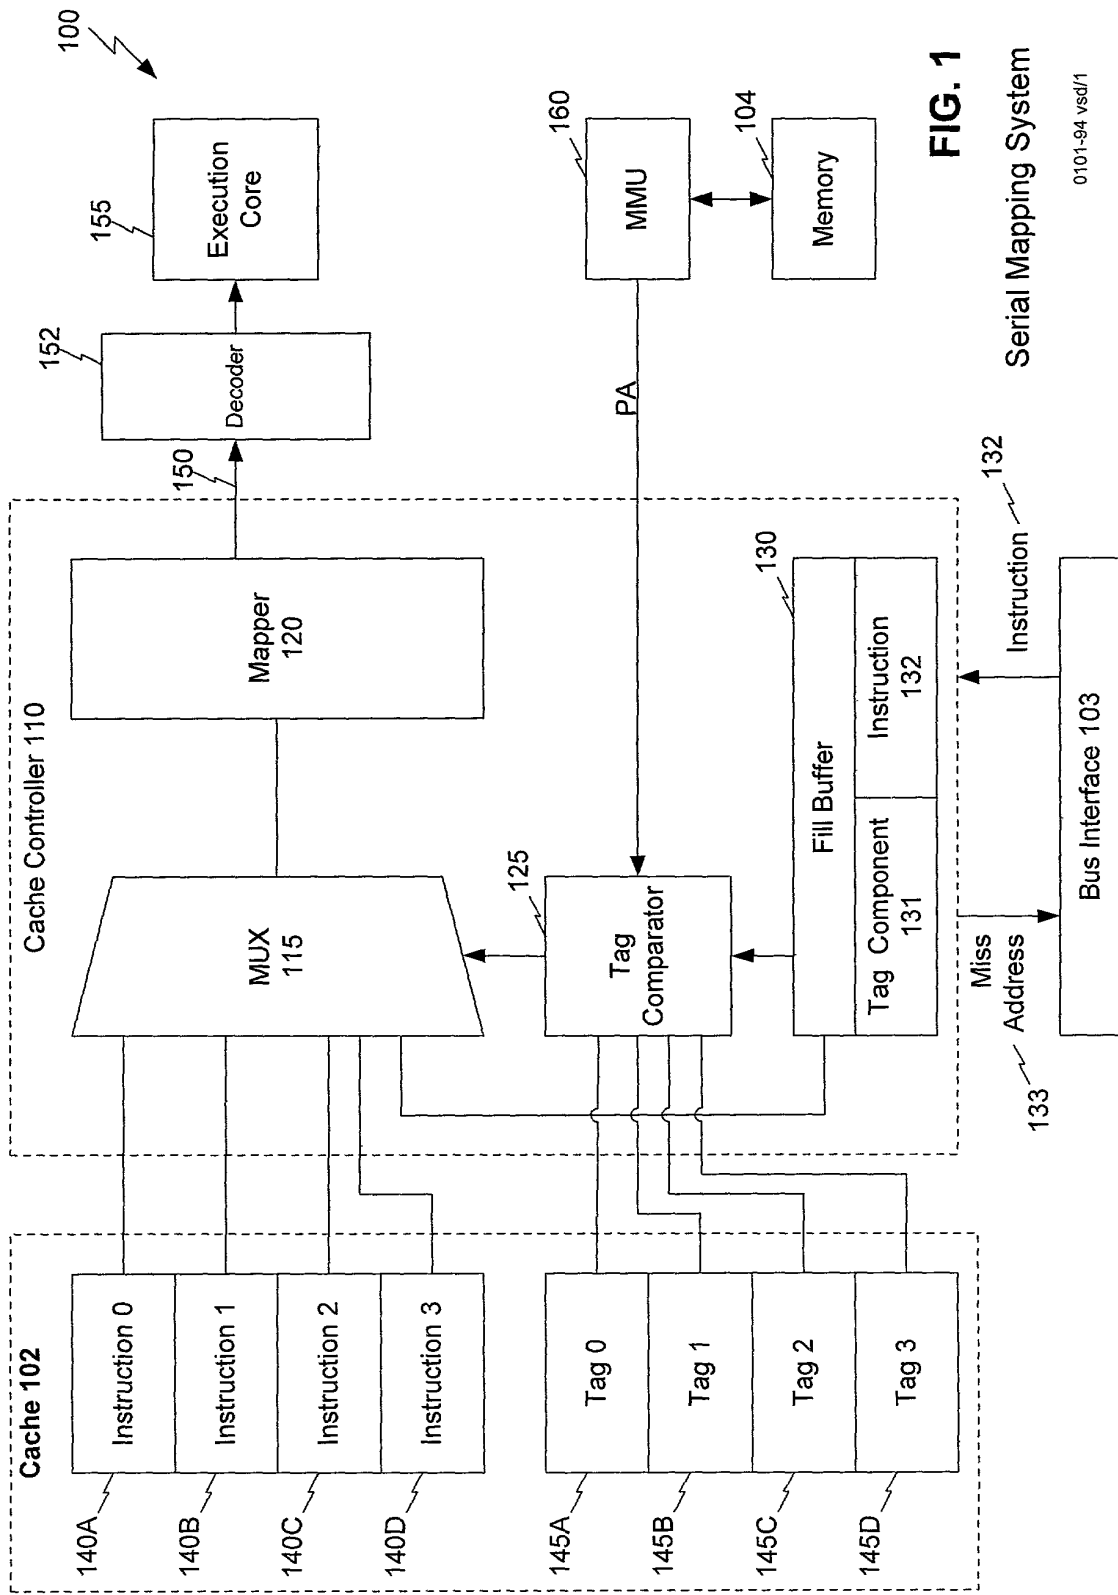 100
Cache 102
Instruction 0
Instruction 1
Instruction 2
Instruction 3
140A
140B
140C
140D
Tag 0
Tag 1
Tag 2
Tag 3
145A
145B
145C
145D
Cache Controller 110
MUX
115
Mapper
120
150
152
Decoder
155
Execution
Core
125
Tag
Comparator
PA
160
MMU
104
Memory
130
Fill Buffer
Tag Component
131
Instruction
132
Miss
Address
133
Instruction
132
Bus Interface 103
FIG. 1
Serial Mapping System
0101-94 vsd/1